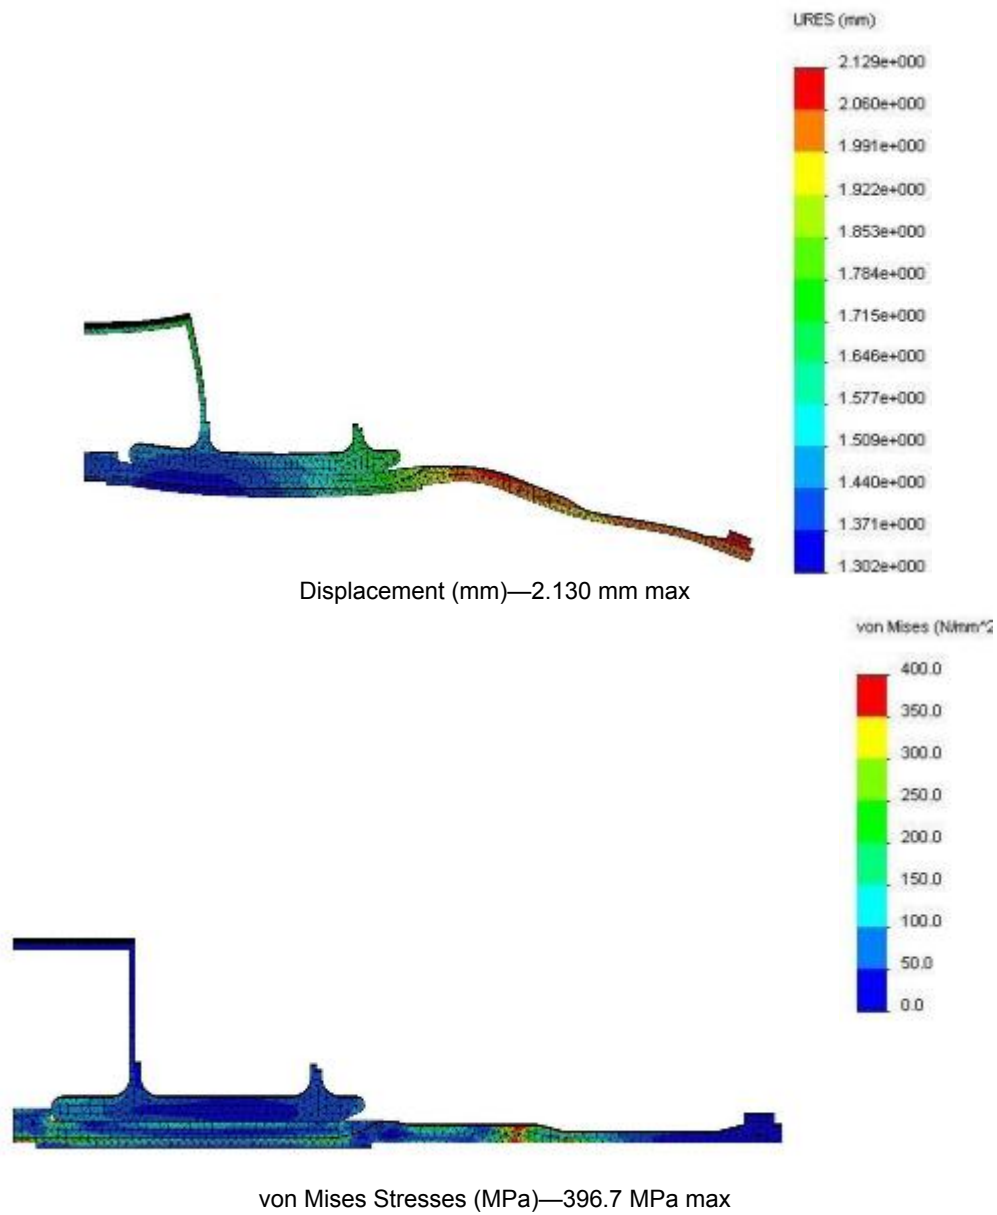 URES (mm)
2.129e+000
2.060e+000
1.991e+000
1.922e+000
1.853e+000
1.784e+000
1.715e+000
1.646e+000
1.577e+000
1.509e+000
1.440e+000
1.371e+000
1.302e+000
Displacement (mm)—2.130 mm max
von Mises (N/mm^2
400.0
350.0
300.0
250.0
200.0
150.0
100.0
50.0
0.0
von Mises Stresses (MPa)—396.7 MPa max